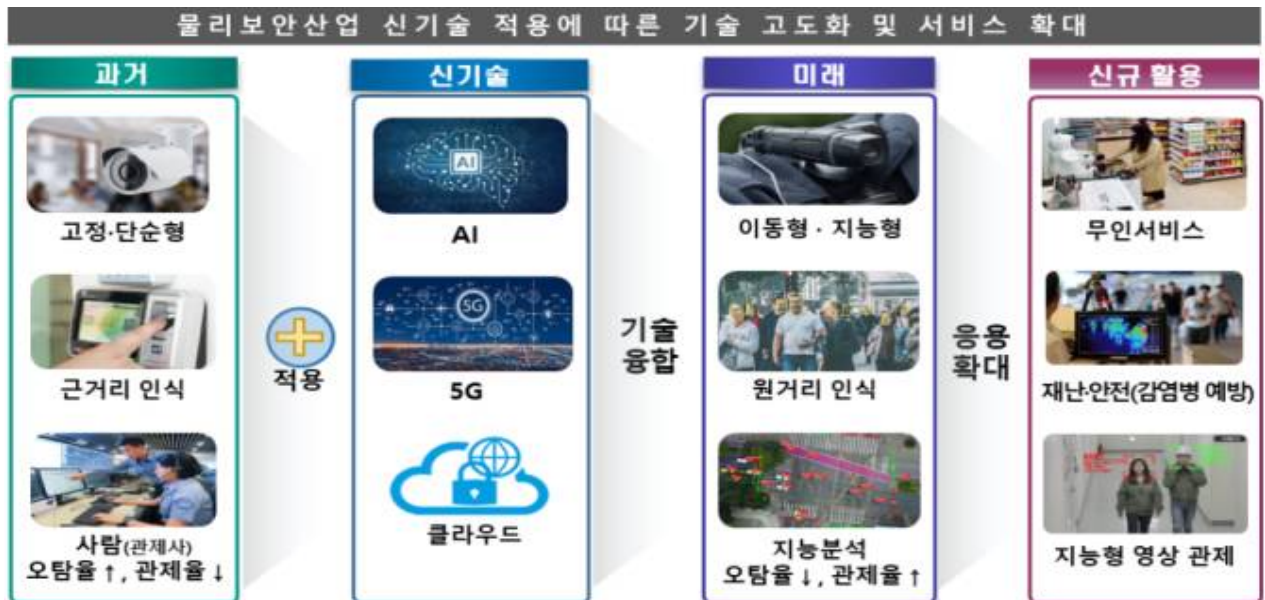 물리보안산업 신기술 적용에 따른 기술 고도화 및 서비스 확대
과거
고정·단순형
근거리 인식
사람(관제사)
오탐율 ↑, 관제율 ↓
적용
신기술
AI
AI
5G
5G
클라우드
기술
융합
미래
이동형 · 지능형
원거리 인식
지능분석
오탐율 ↓, 관제율 ↑
응용
확대
신규 활용
무인서비스
재난·안전(감염병 예방)
지능형 영상 관제